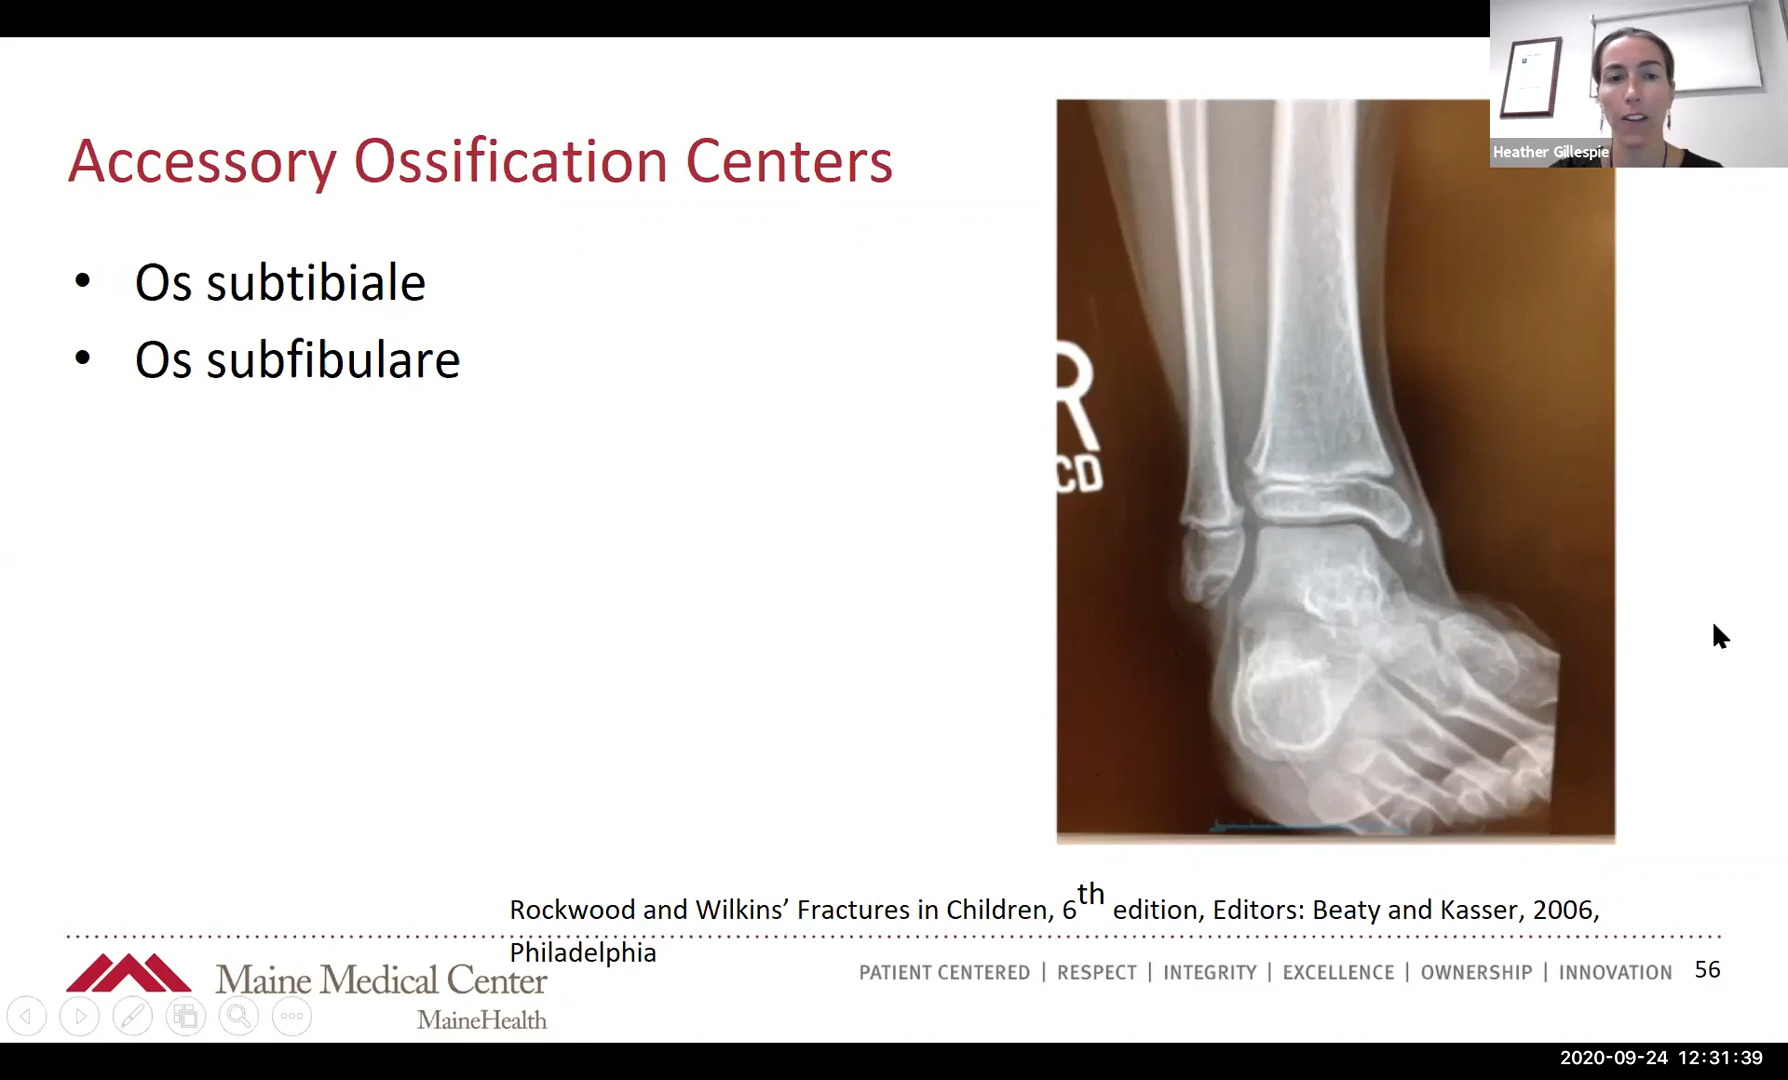 Heather Gillespie
Accessory Ossification Centers
• Os subtibiale
• Os subfibulare
R
CD
Rockwood and Wilkins’ Fractures in Children, 6th edition, Editors: Beaty and Kasser, 2006,
Philadelphia
Maine Medical Center
MaineHealth
PATIENT CENTERED | RESPECT | INTEGRITY | EXCELLENCE | OWNERSHIP | INNOVATION
56
2020-09-24 12:31:39